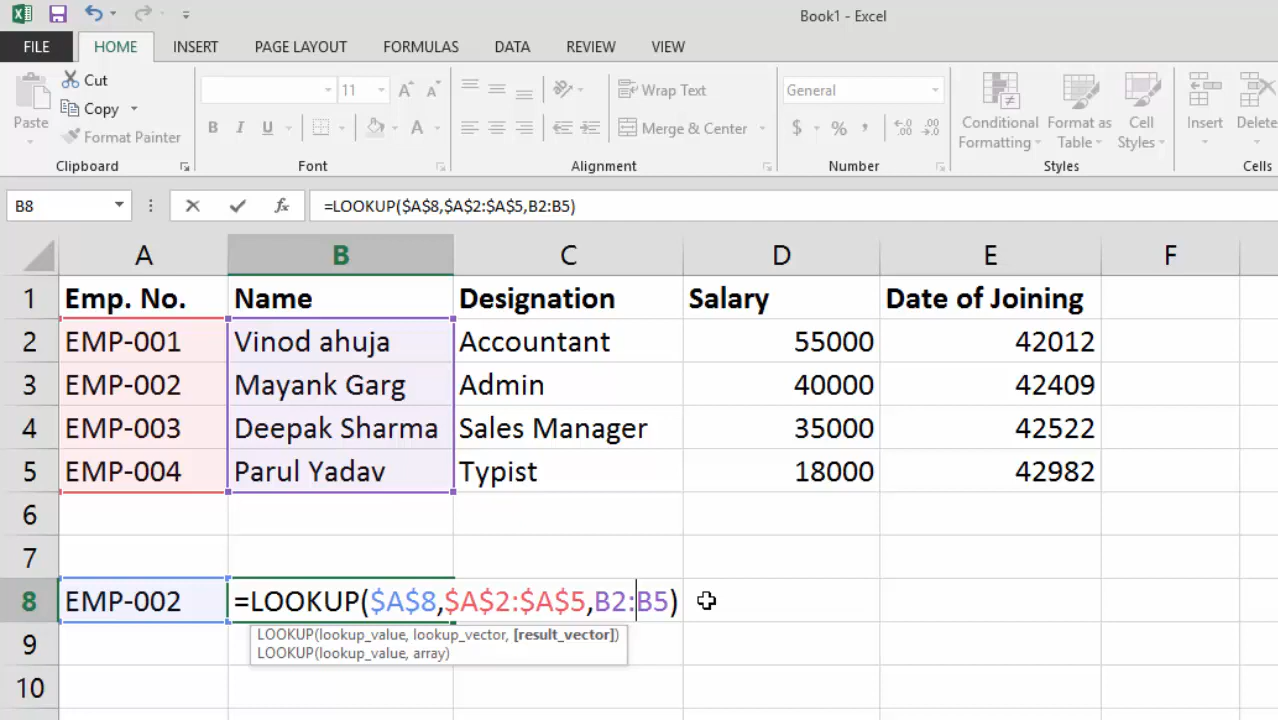 Book1 - Excel
FILE HOME INSERT PAGE LAYOUT FORMULAS DATA REVIEW VIEW
Paste
Cut
Copy
Format Painter
11
B I U
A A A
Wrap Text
Merge & Center
General
$ % ,
.00 .0
Conditional Formatting
Format as Table
Cell Styles
Insert
Delete
Clipboard Font Alignment Number Styles Cells
B8 fx =LOOKUP($A$8,$A$2:$A$5,B2:B5)
A B C D E F
1 Emp. No. Name Designation Salary Date of Joining
2 EMP-001 Vinod ahuja Accountant 55000 42012
3 EMP-002 Mayank Garg Admin 40000 42409
4 EMP-003 Deepak Sharma Sales Manager 35000 42522
5 EMP-004 Parul Yadav Typist 18000 42982
6
7
8 EMP-002 =LOOKUP($A$8,$A$2:$A$5,B2:B5)
LOOKUP(lookup_value, lookup_vector, [result_vector])
9
LOOKUP(lookup_value, array)
10